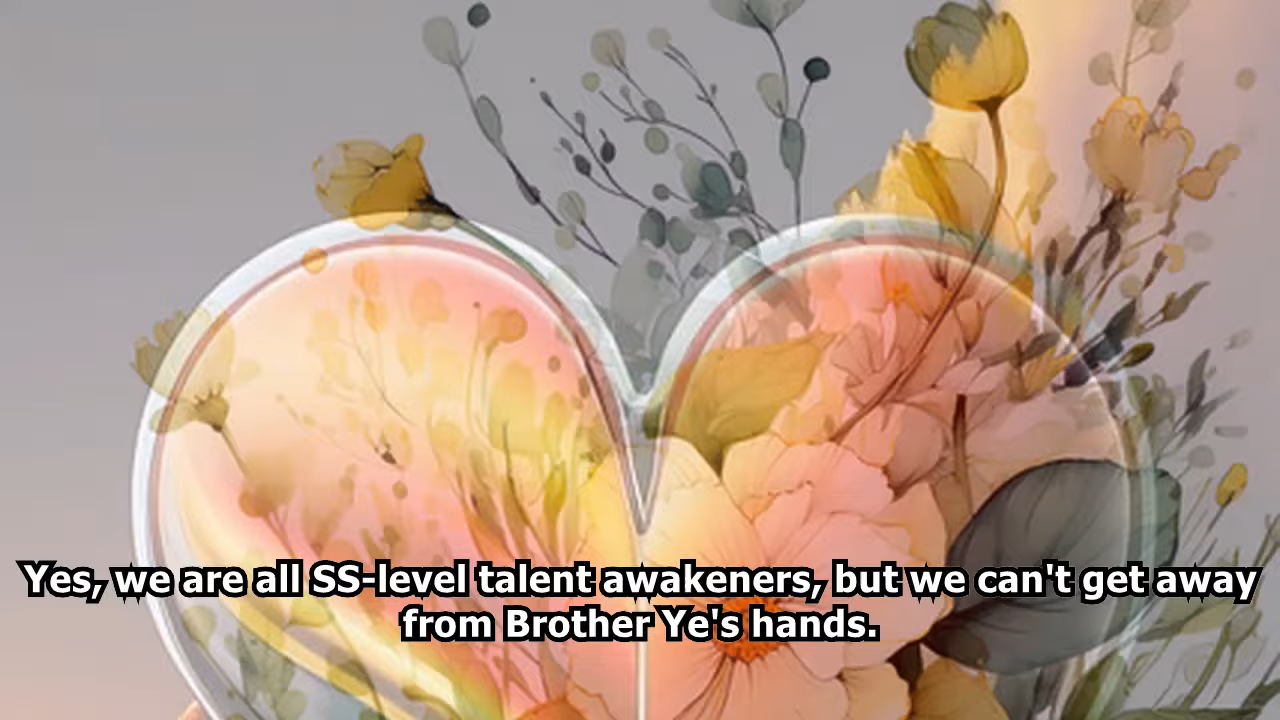 Yes, we are all SS-level talent awakeners, but we can't get away
from Brother Ye's hands.